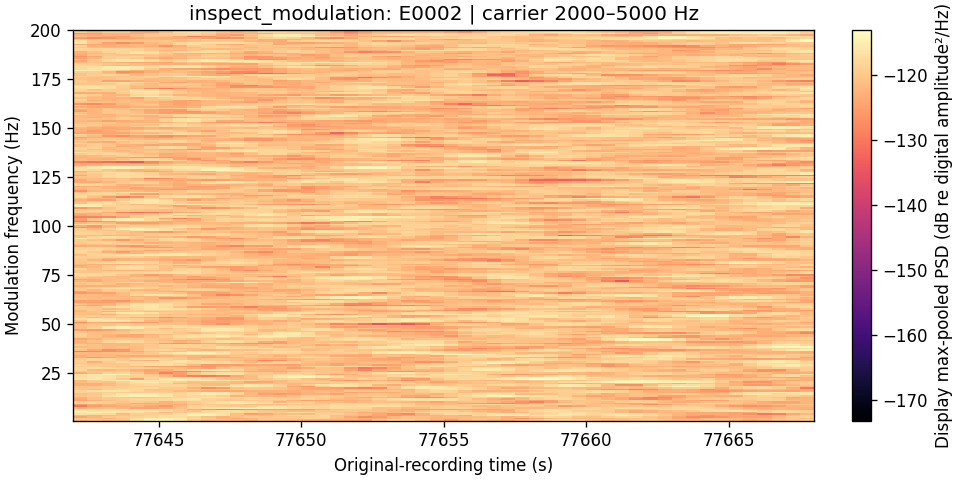 inspect_modulation: E0002 | carrier 2000–5000 Hz
200
175
150
125
100
75
50
25
Modulation frequency (Hz)
77645 77650 77655 77660 77665
Original-recording time (s)
−120
−130
−140
−150
−160
−170
Display max-pooled PSD (dB re digital amplitude²/Hz)